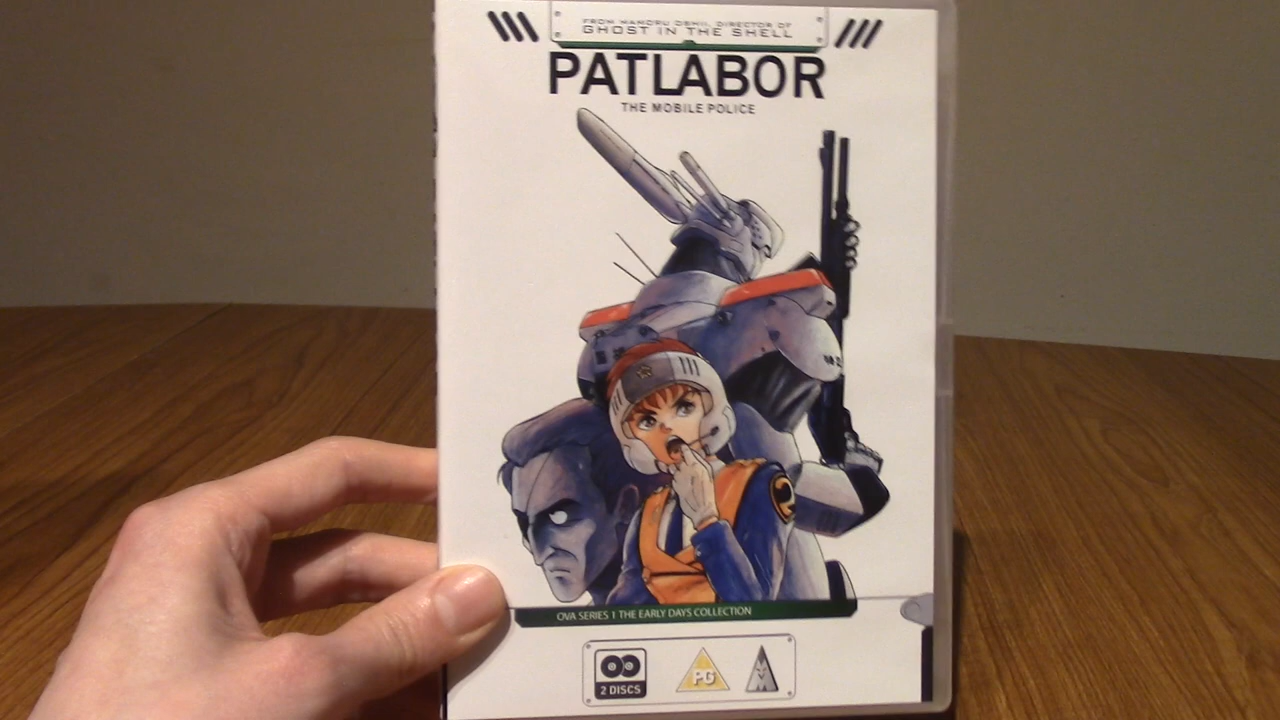 FROM MAMORU OSHII, DIRECTOR OF
GHOST IN THE SHELL
PATLABOR
THE MOBILE POLICE
2
OVA SERIES 1 THE EARLY DAYS COLLECTION
2 DISCS
PG